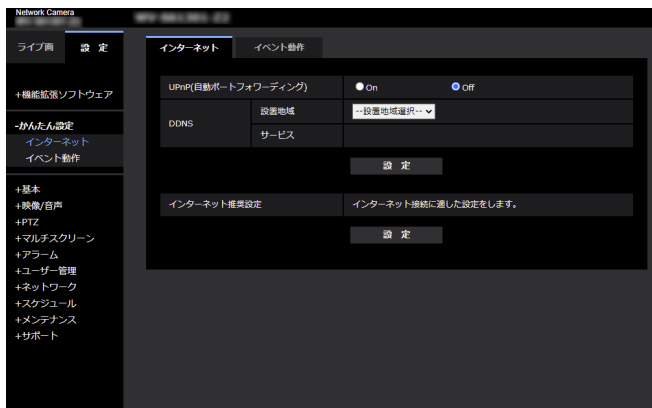 Network Camera
ライブ画
設 定
インターネット
イベント動作
+機能拡張ソフトウェア
-かんたん設定
インターネット
イベント動作
+基本
+映像/音声
+PTZ
+マルチスクリーン
+アラーム
+ユーザー管理
+ネットワーク
+スケジュール
+メンテナンス
+サポート
UPnP(自動ポートフォワーディング)
On
Off
DDNS
設置地域
--設置地域選択--
サービス
設 定
インターネット推奨設定
インターネット接続に適した設定をします。
設 定